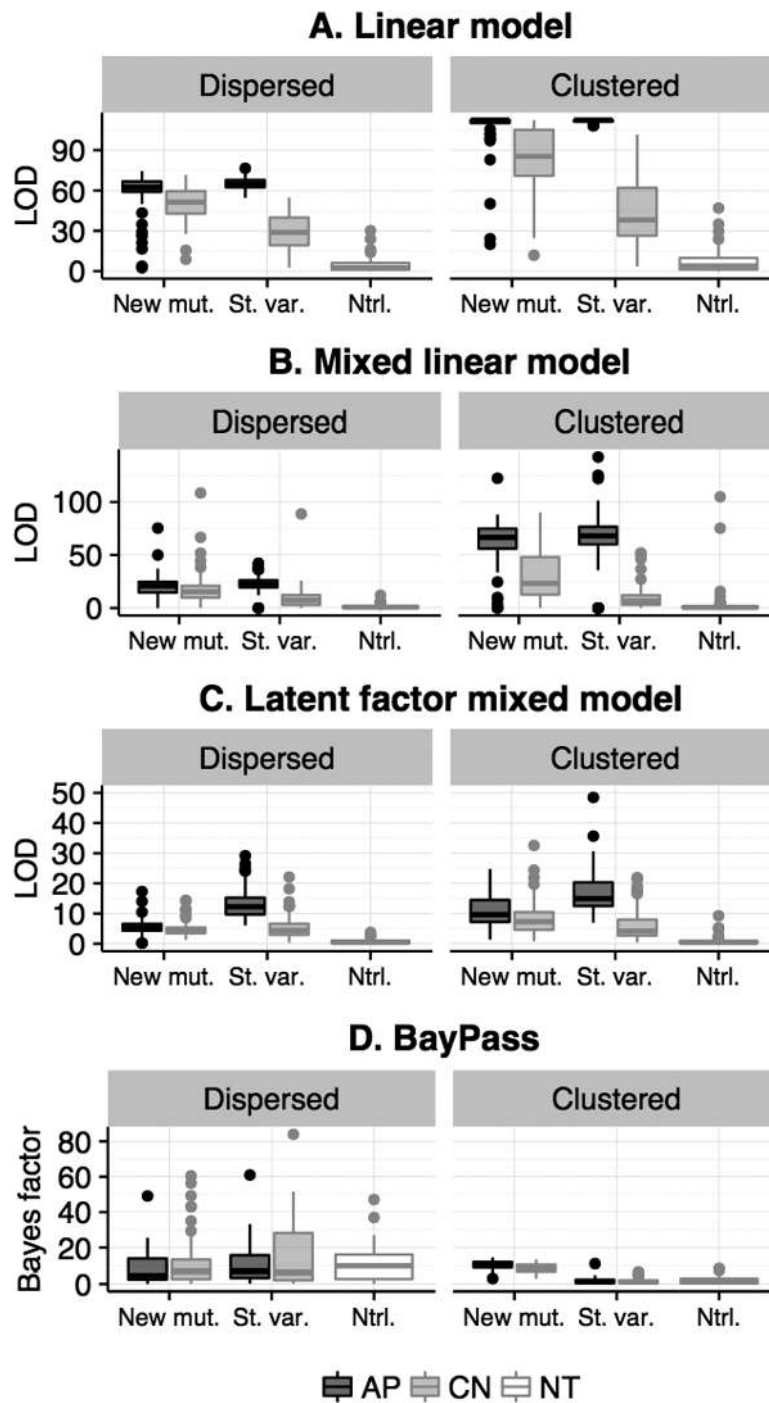 A. Linear model
Dispersed Clustered
LOD
90
60
30
0
New mut. St. var. Ntrl. New mut. St. var. Ntrl.
B. Mixed linear model
Dispersed Clustered
LOD
100
50
0
New mut. St. var. Ntrl. New mut. St. var. Ntrl.
C. Latent factor mixed model
Dispersed Clustered
LOD
50
40
30
20
10
0
New mut. St. var. Ntrl. New mut. St. var. Ntrl.
D. BayPass
Dispersed Clustered
Bayes factor
80
60
40
20
0
New mut. St. var. Ntrl. New mut. St. var. Ntrl.
AP CN NT